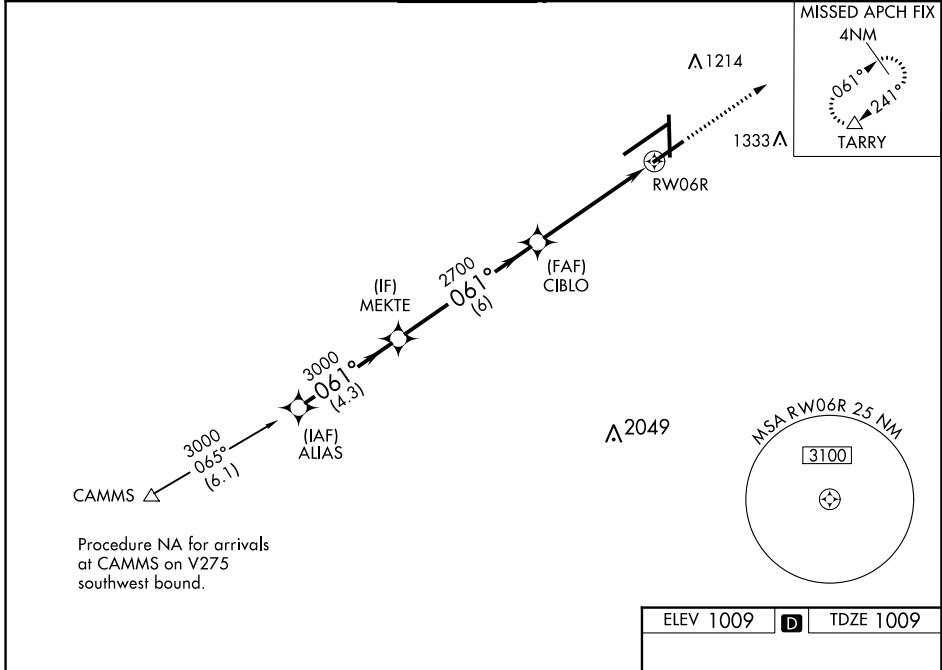 MISSED APCH FIX
4NM
061°
241°
TARRY
1214
1333
RW06R
(FAF)
CIBLO
2700
061°
(6)
(IF)
MEKTE
3000
061°
(4.3)
(IAF)
ALIAS
3000
065°
(6.1)
CAMMS
2049
MSA RW06R 25 NM
3100
Procedure NA for arrivals
at CAMMS on V275
southwest bound.
ELEV 1009 D TDZE 1009